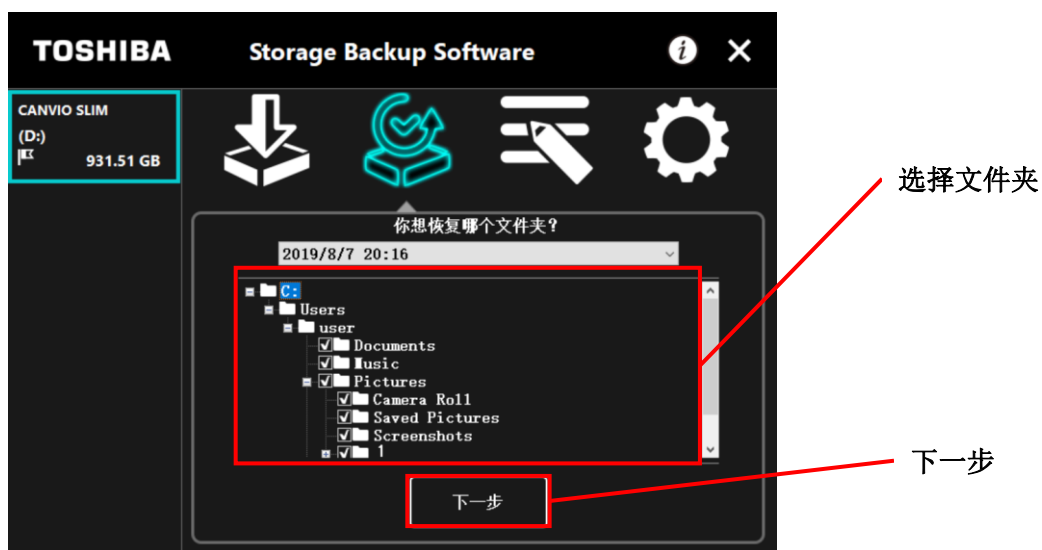 TOSHIBA Storage Backup Software i
CANVIO SLIM
(D:)
931.51 GB
你想恢复哪个文件夹?
2019/8/7 20:16
C:
Users
user
Documents
Music
Pictures
Camera Roll
Saved Pictures
Screenshots
1
下一步
选择文件夹
下一步